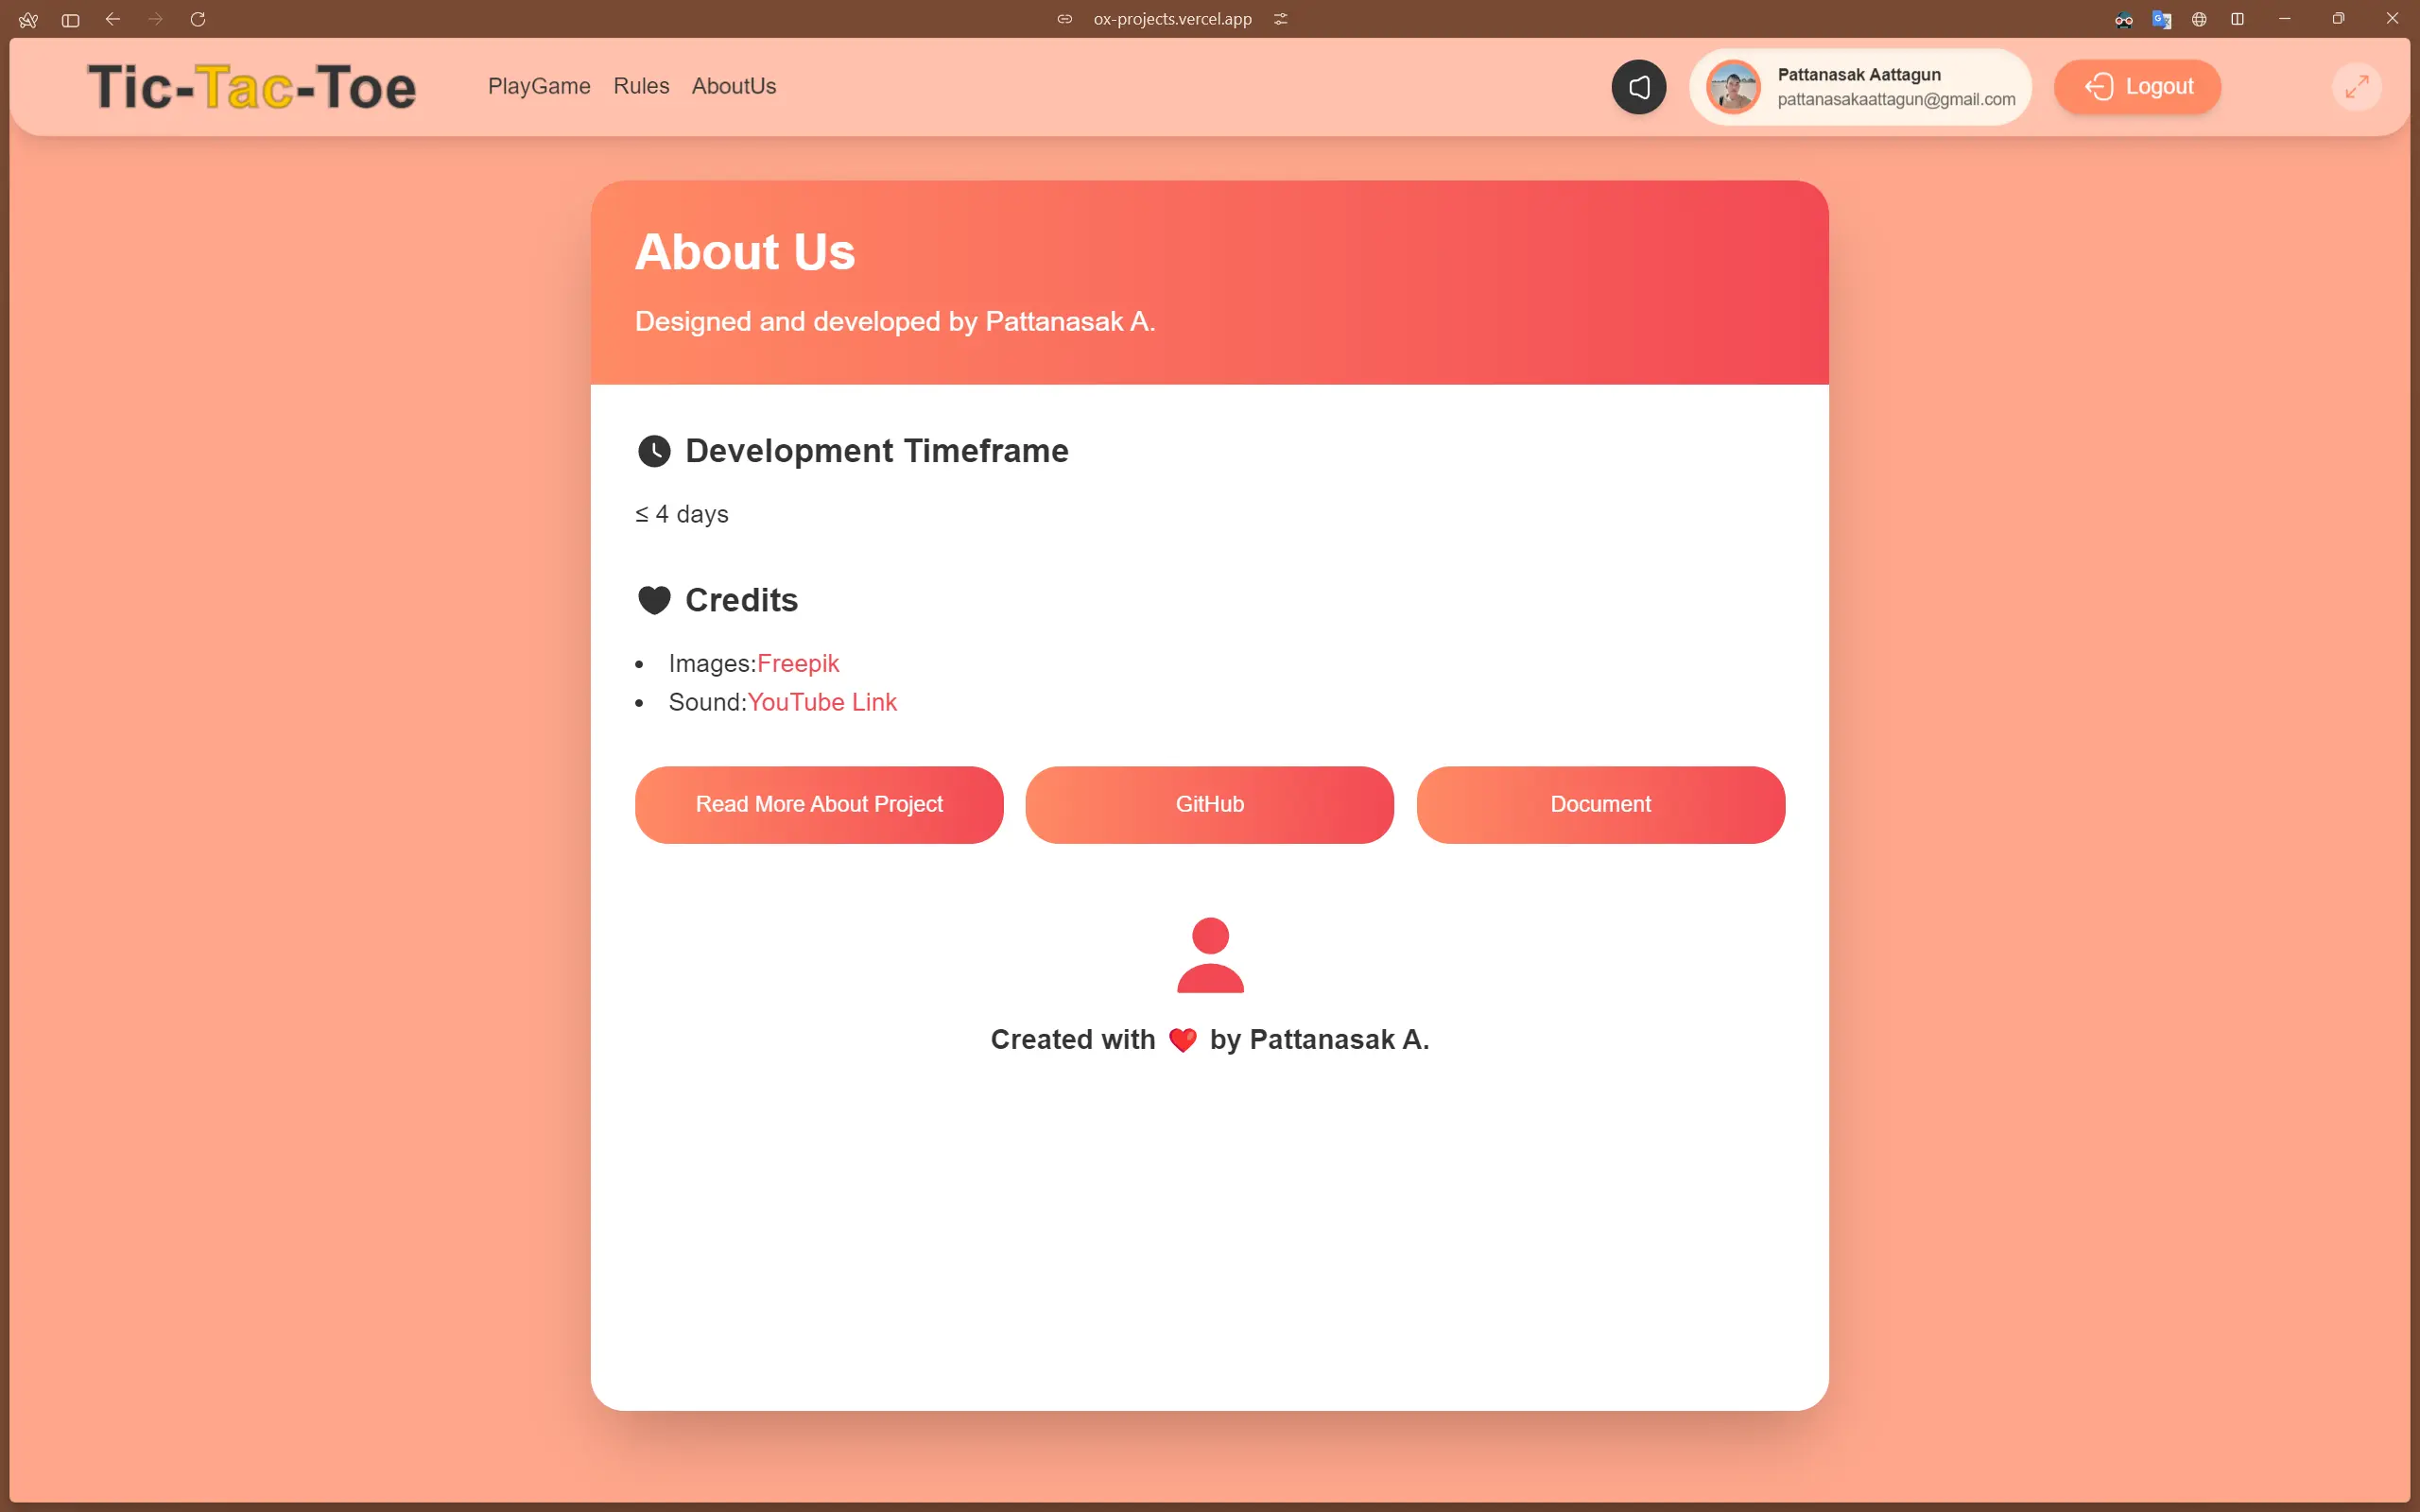 ox-projects.vercel.app
Tic-Tac-Toe
PlayGame Rules AboutUs
Pattanasak Aattagun
pattanasakaattagun@gmail.com
Logout
About Us
Designed and developed by Pattanasak A.
Development Timeframe
≤ 4 days
Credits
• Images:Freepik
• Sound:YouTube Link
Read More About Project
GitHub
Document
Created with ❤️ by Pattanasak A.